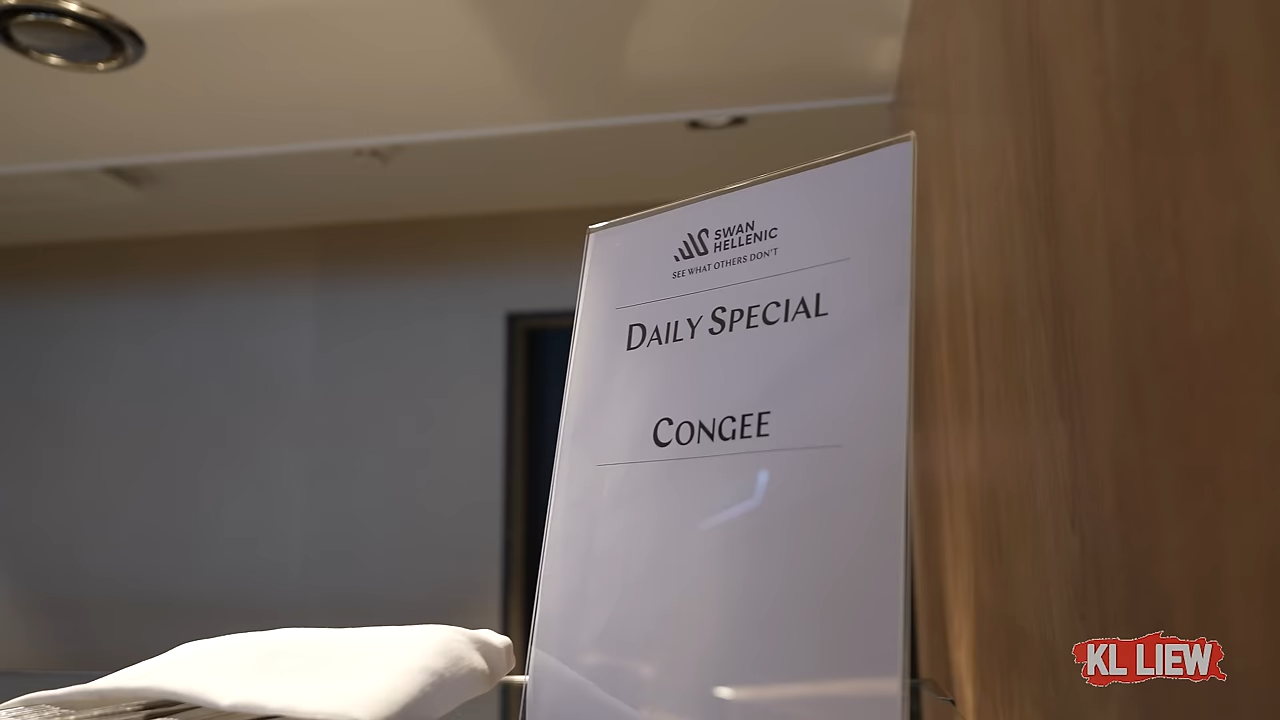 SWAN
HELLENIC
SEE WHAT OTHERS DON'T
DAILY SPECIAL
CONGEE
KL LIEW